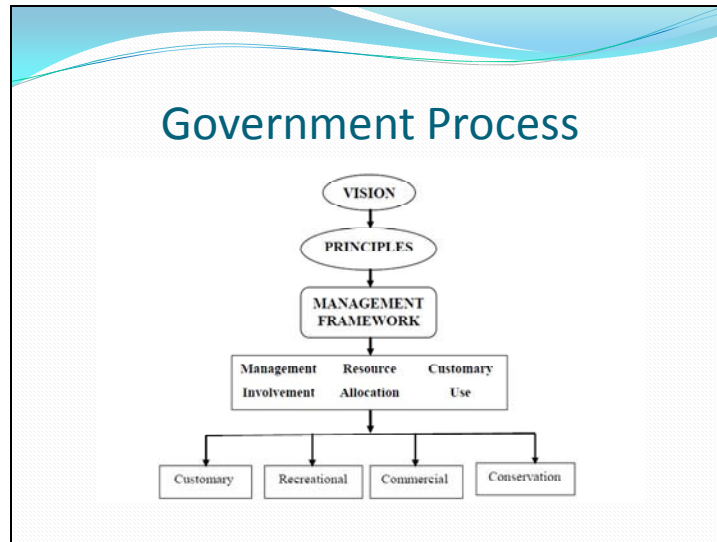 Government Process
VISION
PRINCIPLES
MANAGEMENT
FRAMEWORK
Management Resource Customary
Involvement Allocation Use
Customary Recreational Commercial Conservation